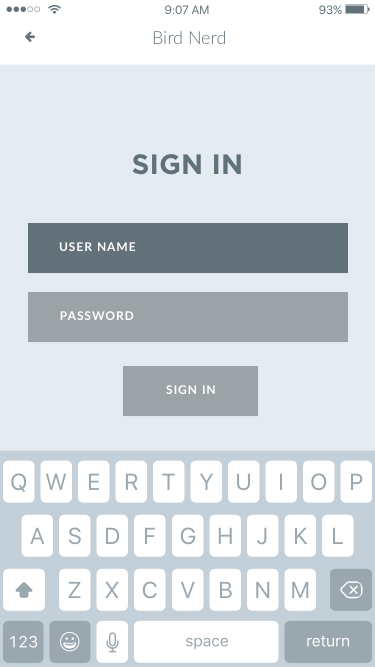 9:07 AM 93%
Bird Nerd
SIGN IN
USER NAME
PASSWORD
SIGN IN
Q W E R T Y U I O P
A S D F G H J K L
Z X C V B N M
123 space return